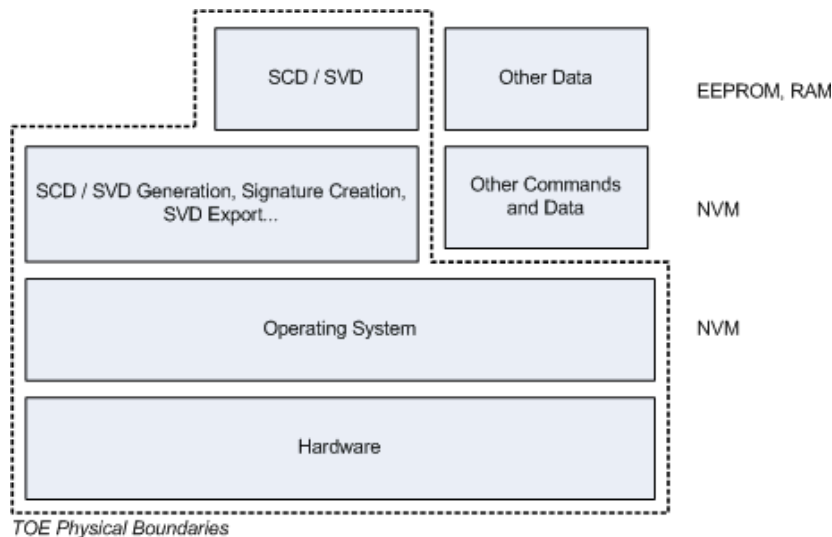 SCD / SVD
Other Data
EEPROM, RAM
SCD / SVD Generation, Signature Creation,
SVD Export...
Other Commands
and Data
NVM
Operating System
NVM
Hardware
TOE Physical Boundaries